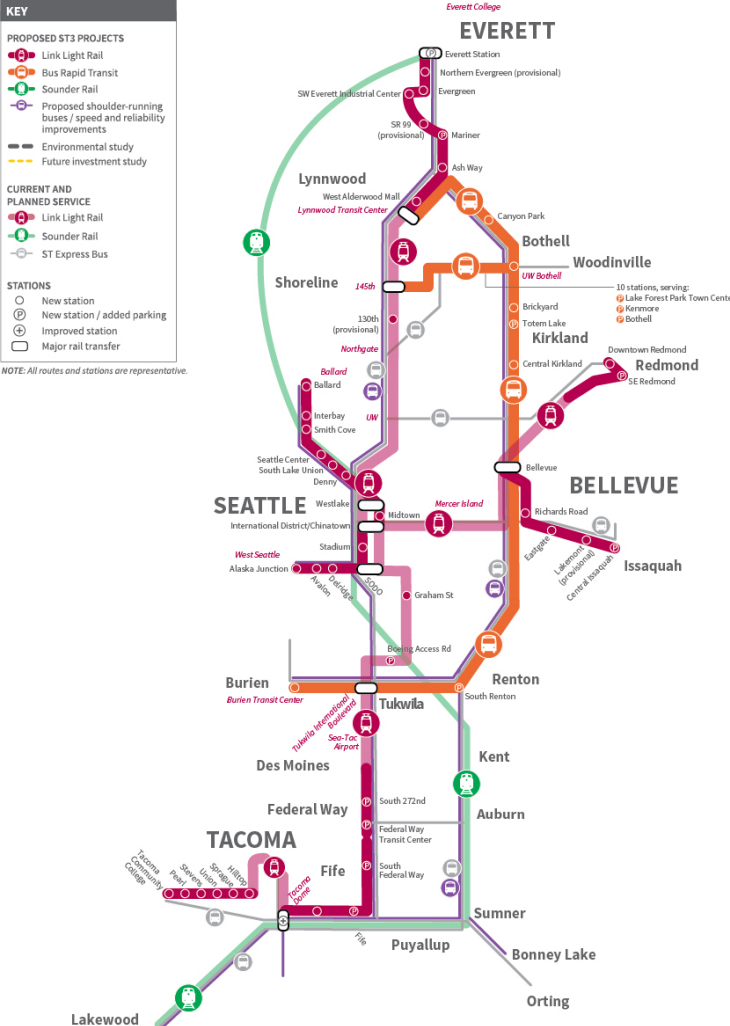 KEY
PROPOSED ST3 PROJECTS
Link Light Rail
Bus Rapid Transit
Sounder Rail
Proposed shoulder-running
buses / speed and reliability
improvements
Environmental study
Future investment study
CURRENT AND
PLANNED SERVICE
Link Light Rail
Sounder Rail
ST Express Bus
STATIONS
New station
P New station / added parking
Improved station
Major rail transfer
NOTE: All routes and stations are representative.
Everett College
EVERETT
P Everett Station
Northern Evergreen (provisional)
SW Everett Industrial Center
Evergreen
SR 99
(provisional)
P Mariner
Ash Way
Lynnwood
West Alderwood Mall
Lynnwood Transit Center
Canyon Park
Bothell
Woodinville
UW Bothell
Shoreline
145th
10 stations, serving:
P Lake Forest Park Town Cente
P Kenmore
P Bothell
130th
(provisional)
Brickyard
P Totem Lake
Kirkland
Northgate
Downtown Redmond
Central Kirkland
Redmond
P SE Redmond
Ballard
Ballard
Interbay
Smith Cove
UW
Seattle Center
South Lake Union
Denny
Bellevue
BELLEVUE
SEATTLE
Westlake
Midtown
Mercer Island
International District/Chinatown
Richards Road
Eastgate
Lakemont
(provisional)
P
Central Issaquah
Issaquah
Stadium
West Seattle
Alaska Junction
Avalon
Delridge
SODO
Graham St
Boeing Access Rd
P
Burien
Burien Transit Center
Renton
P South Renton
Tukwila International
Boulevard
Tukwila
Sea-Tac
Airport
Des Moines
Kent
P South 272nd
Federal Way
Auburn
P Federal Way
Transit Center
TACOMA
Tacoma
Community
College
Pearl
Stevens
Union
Sprague
Hilltop
Fife
P South
Federal Way
Tacoma
Dome
P
Fife
Sumner
Puyallup
Bonney Lake
Orting
Lakewood